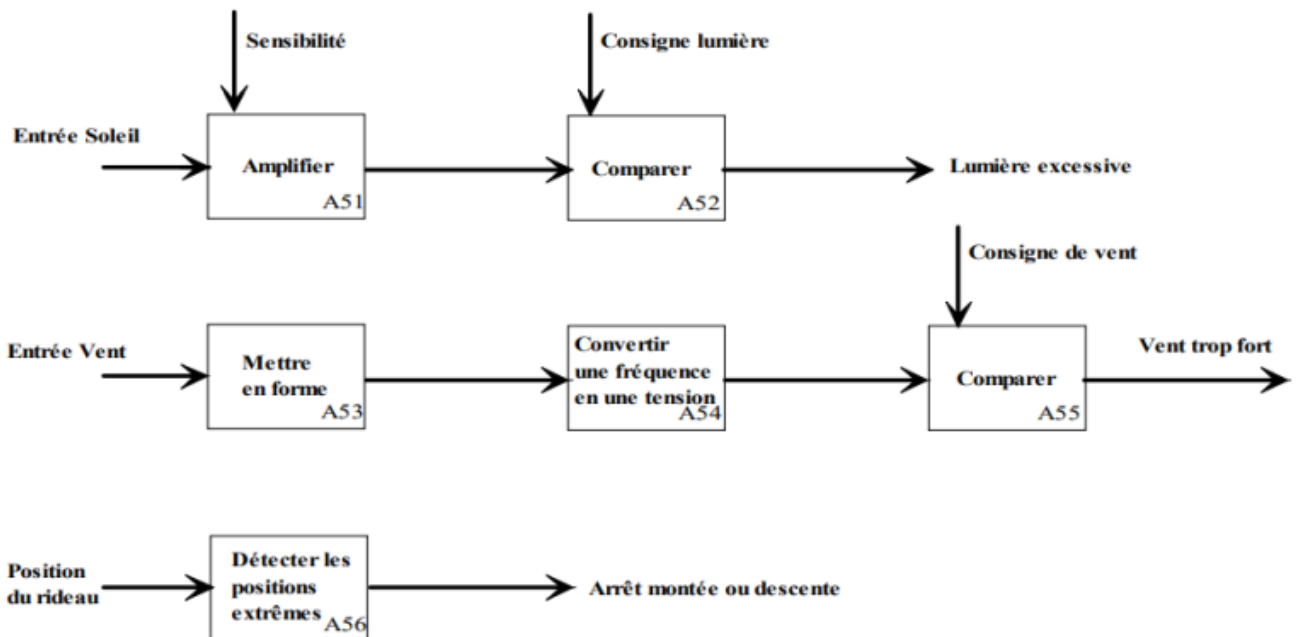 Sensibilité
Consigne lumière
Entrée Soleil
Amplifier
A51
Comparer
A52
Lumière excessive
Consigne de vent
Entrée Vent
Mettre
en forme
A53
Convertir
une fréquence
en une tension
A54
Comparer
A55
Vent trop fort
Position
du rideau
Détecter les
positions
extrêmes
A56
Arrêt montée ou descente